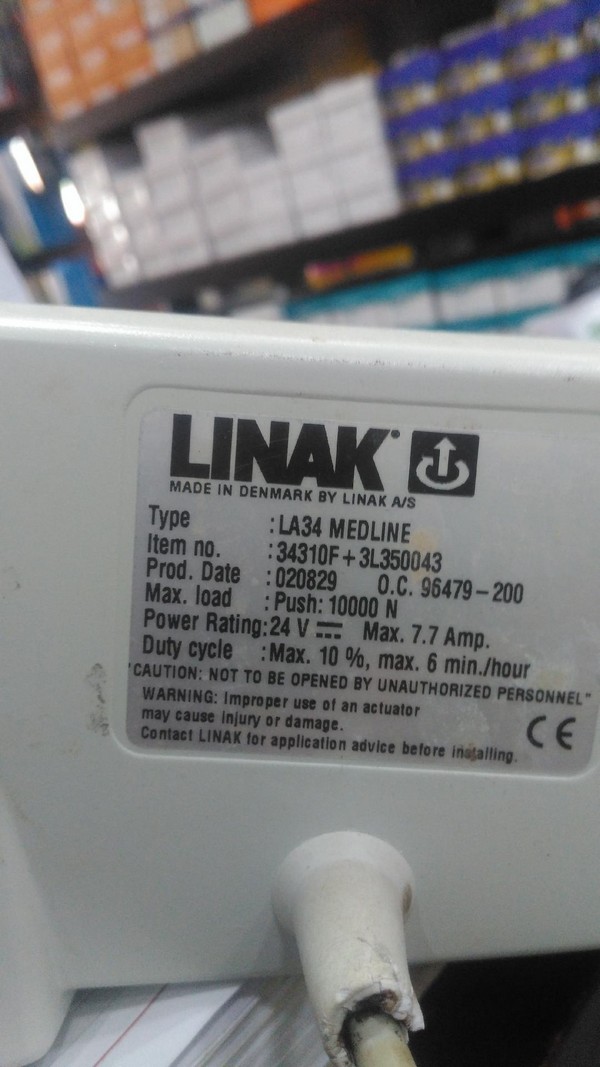 LINAK®
MADE IN DENMARK BY LINAK A/S
Type : LA34 MEDLINE
Item no. : 34310F+3L350043
Prod. Date : 020829 O.C. 96479-200
Max. load : Push: 10000 N
Power Rating: 24 V ⎓ Max. 7.7 Amp.
Duty cycle : Max. 10 %, max. 6 min./hour
"CAUTION: NOT TO BE OPENED BY UNAUTHORIZED PERSONNEL"
WARNING: Improper use of an actuator
may cause injury or damage.
Contact LINAK for application advice before installing.
CE